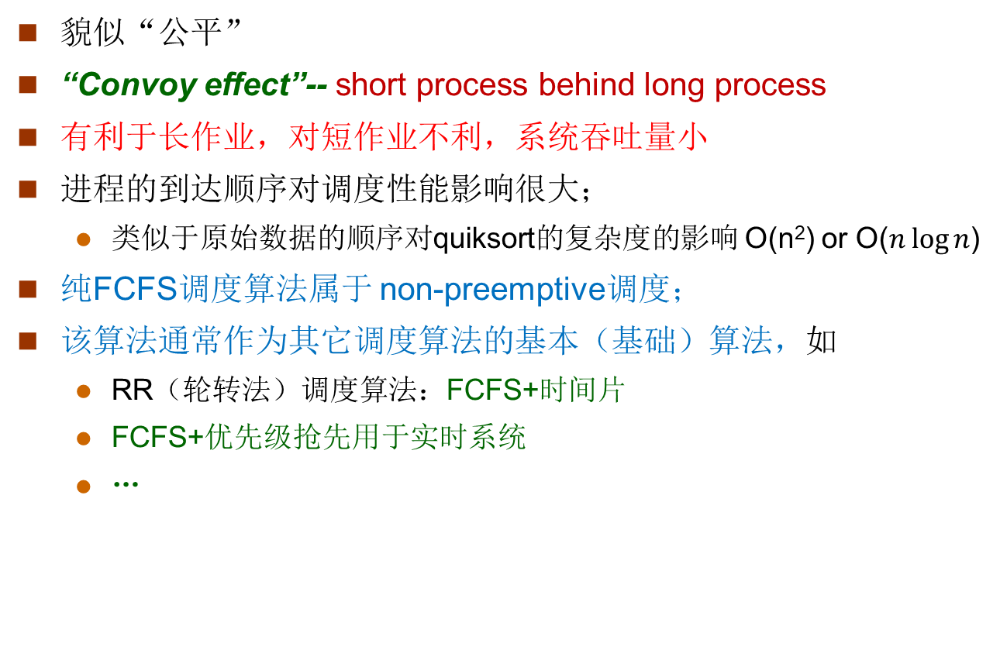 貌似“公平”
“Convoy effect”-- short process behind long process
有利于长作业，对短作业不利，系统吞吐量小
进程的到达顺序对调度性能影响很大；
类似于原始数据的顺序对quiksort的复杂度的影响 O(n²) or O(n log n)
纯FCFS调度算法属于 non-preemptive调度；
该算法通常作为其它调度算法的基本（基础）算法，如
RR（轮转法）调度算法：FCFS+时间片
FCFS+优先级抢先用于实时系统
…